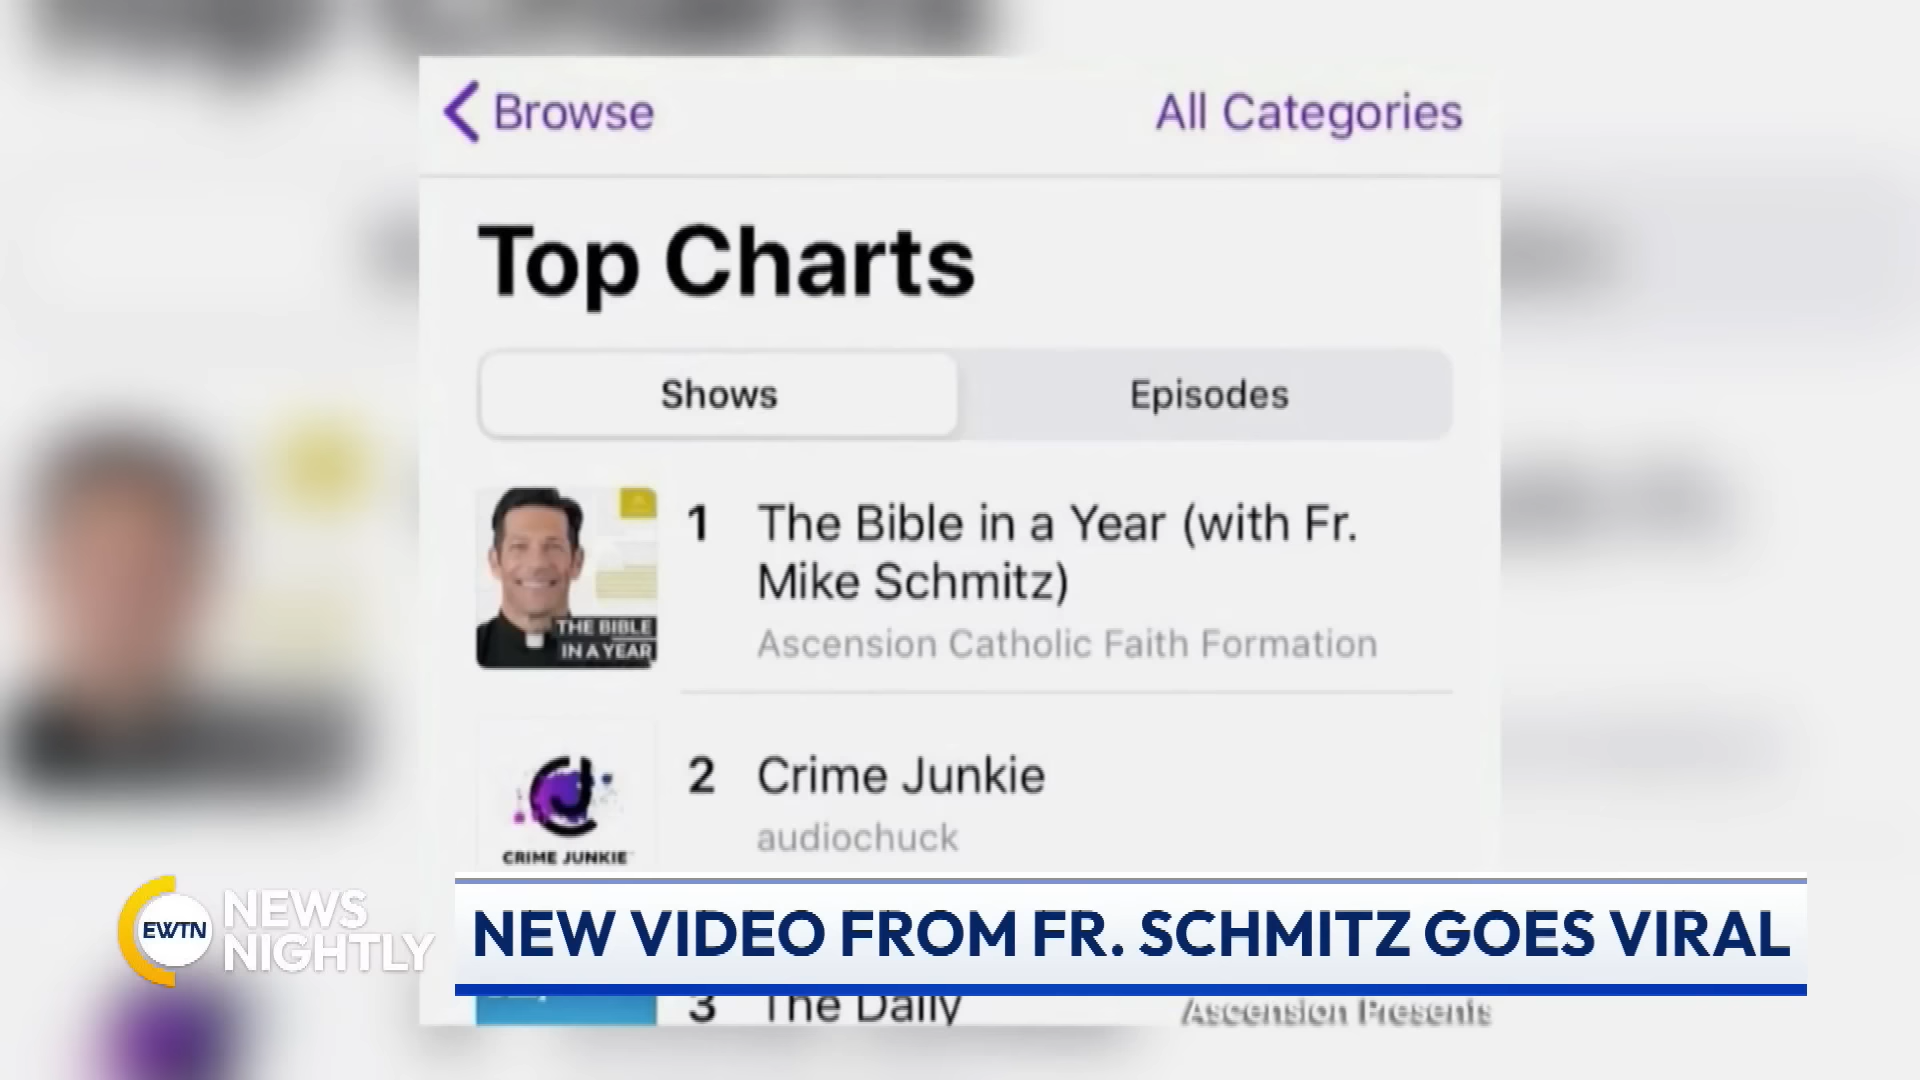 Browse
All Categories
Top Charts
Shows
Episodes
THE BIBLE
IN A YEAR
1
The Bible in a Year (with Fr.
Mike Schmitz)
Ascension Catholic Faith Formation
CRIME JUNKIE
2
Crime Junkie
audiochuck
EWTN
NEWS
NIGHTLY
NEW VIDEO FROM FR. SCHMITZ GOES VIRAL
3
The Daily
Ascension Presents